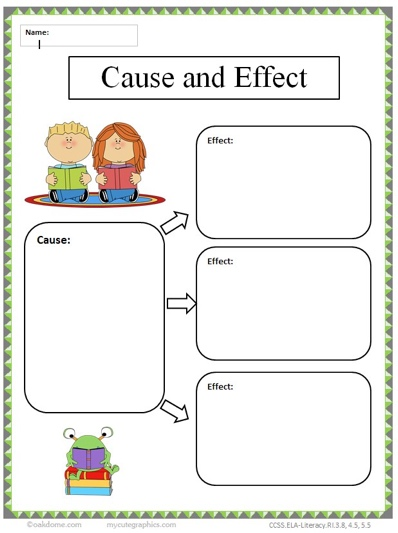 Name:
Cause and Effect
Effect:
Cause:
Effect:
Effect:
©oakdome.com mycutegraphics.com CCSS.ELA-Literacy.RI.3.8, 4.5, 5.5